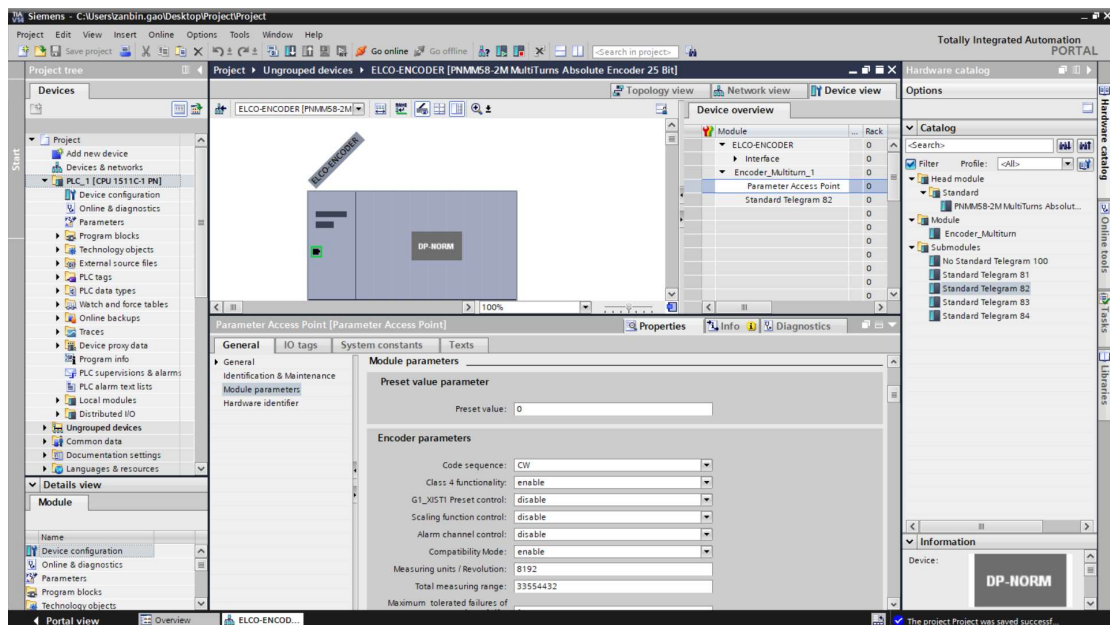 Siemens - C:\Users\zanbin.gao\Desktop\Project\Project
Project Edit View Insert Online Options Tools Window Help
Totally Integrated Automation
PORTAL
Save project
Go online
Go offline
<Search in project>
Project tree
Project ▸ Ungrouped devices ▸ ELCO-ENCODER [PNMM58-2M MultiTurns Absolute Encoder 25 Bit]
Hardware catalog
Devices
Topology view
Network view
Device view
Options
ELCO-ENCODER [PNMM58-2M
Device overview
Start
Project
Add new device
Devices & networks
PLC_1 [CPU 1511C-1 PN]
Device configuration
Online & diagnostics
Parameters
Program blocks
Technology objects
External source files
PLC tags
PLC data types
Watch and force tables
Online backups
Traces
Device proxy data
Program info
PLC supervisions & alarms
PLC alarm text lists
Local modules
Distributed I/O
Ungrouped devices
Common data
Documentation settings
Languages & resources
ELCO-ENCODER
DP-NORM
100%
Module ... Rack
ELCO-ENCODER 0
Interface 0
Encoder_Multiturn_1 0
Parameter Access Point 0
Standard Telegram 82 0
0
0
0
0
0
0
0
Catalog
<Search>
Filter Profile: <All>
Head module
Standard
PNMM58-2M MultiTurns Absolut...
Module
Encoder_Multiturn
Submodules
No Standard Telegram 100
Standard Telegram 81
Standard Telegram 82
Standard Telegram 83
Standard Telegram 84
Hardware catalog
Online tools
Tasks
Libraries
Parameter Access Point [Parameter Access Point]
Properties
Info
Diagnostics
General
IO tags
System constants
Texts
General
Identification & Maintenance
Module parameters
Hardware identifier
Module parameters
Preset value parameter
Preset value: 0
Encoder parameters
Code sequence: CW
Class 4 functionality: enable
G1_XIST1 Preset control: disable
Scaling function control: disable
Alarm channel control: disable
Compatibility Mode: enable
Measuring units / Revolution: 8192
Total measuring range: 33554432
Maximum tolerated failures of
Details view
Module
Name
Device configuration
Online & diagnostics
Parameters
Program blocks
Technology objects
Information
Device:
DP-NORM
Portal view
Overview
ELCO-ENCOD...
The project Project was saved successf...